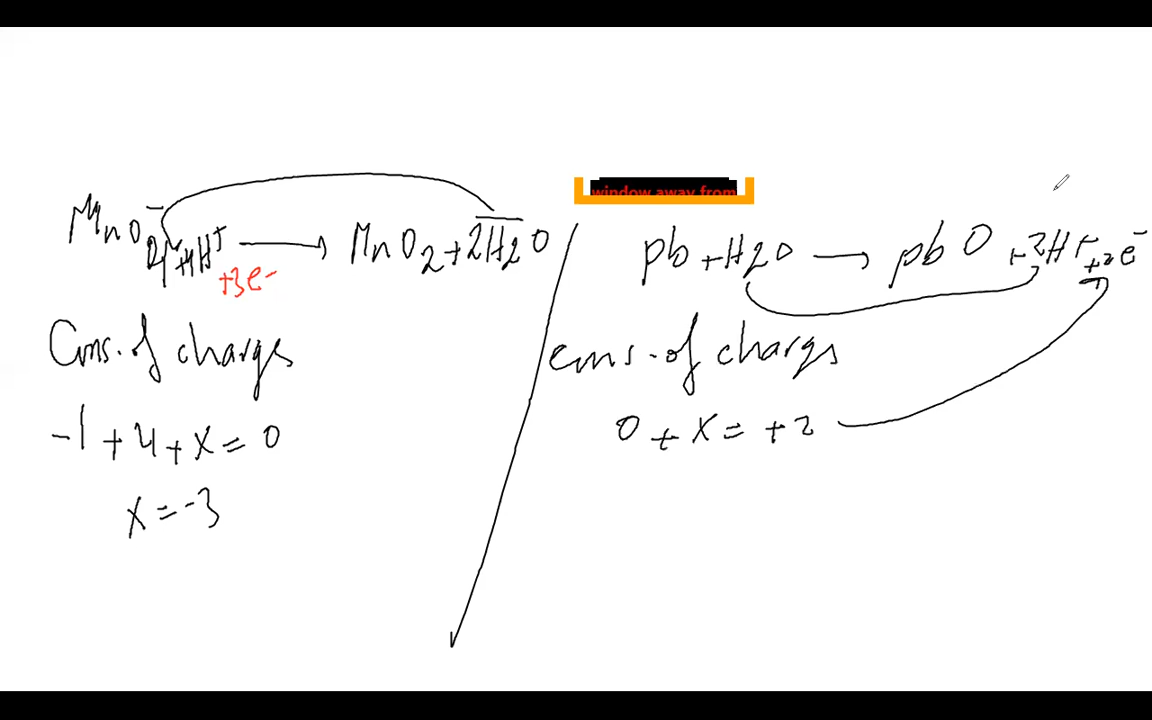 window away from
MnO4⁻ + 4H⁺ + 3e⁻ → MnO2 + 2H2O
Cons. of charges
-1 + 4 + x = 0
x = -3
pb + H2O → pbO + 2H⁺ + 2e⁻
cons. of charges
0 + x = +2